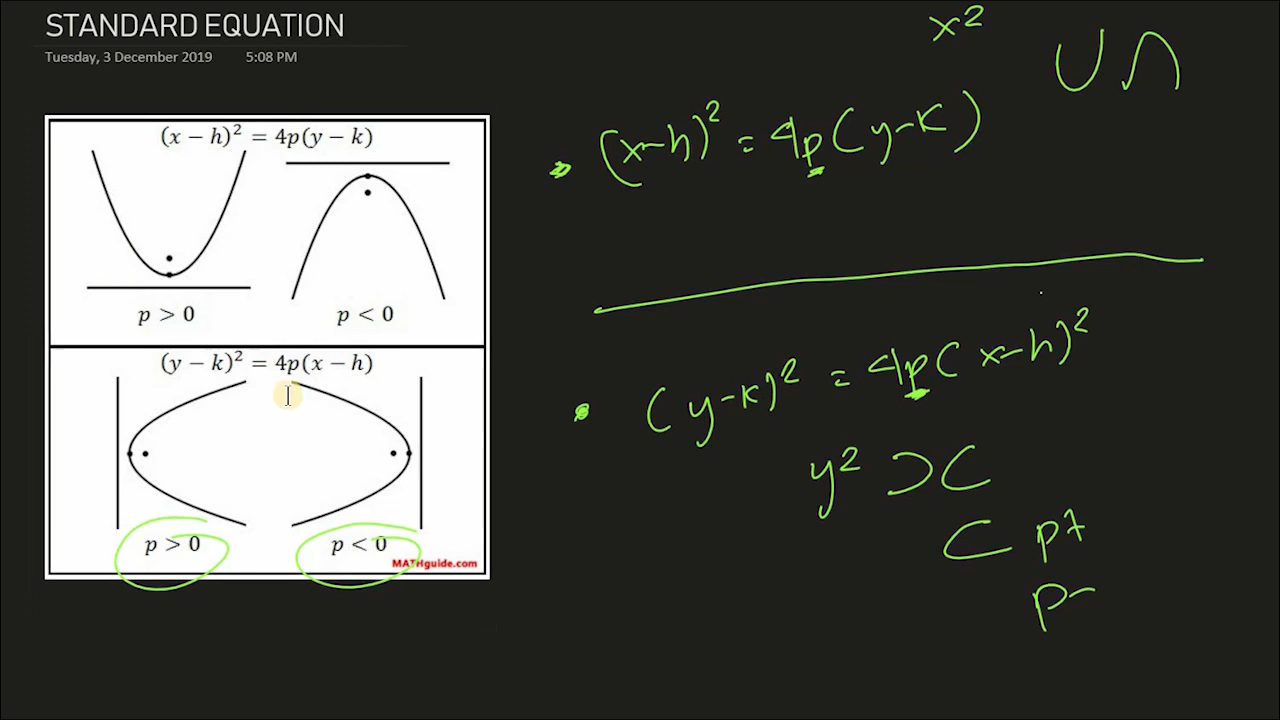 STANDARD EQUATION
Tuesday, 3 December 2019 5:08 PM
(x − h)² = 4p(y − k)
p > 0 p < 0
(y − k)² = 4p(x − h)
p > 0 p < 0
MATHguide.com
x²
(x-h)² = 4p(y-k)
(y-k)² = 4p(x-h)²
y²
p+
p-